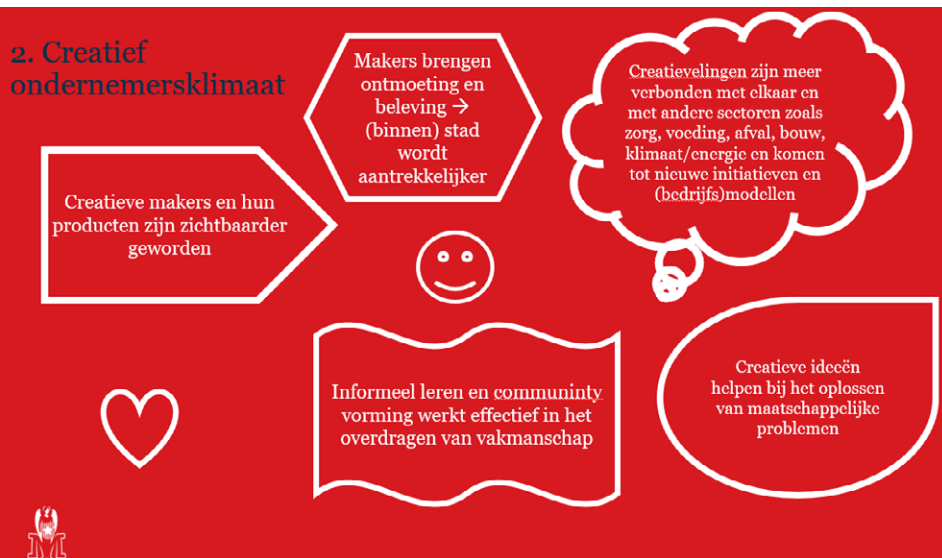 2. Creatief
ondernemersklimaat
Makers brengen
ontmoeting en
beleving →
(binnen) stad
wordt
aantrekkelijker
Creatievelingen zijn meer
verbonden met elkaar en
met andere sectoren zoals
zorg, voeding, afval, bouw,
klimaat/energie en komen
tot nieuwe initiatieven en
(bedrijfs)modellen
Creatieve makers en hun
producten zijn zichtbaarder
geworden
Informeel leren en communinty
vorming werkt effectief in het
overdragen van vakmanschap
Creatieve ideeën
helpen bij het oplossen
van maatschappelijke
problemen
M